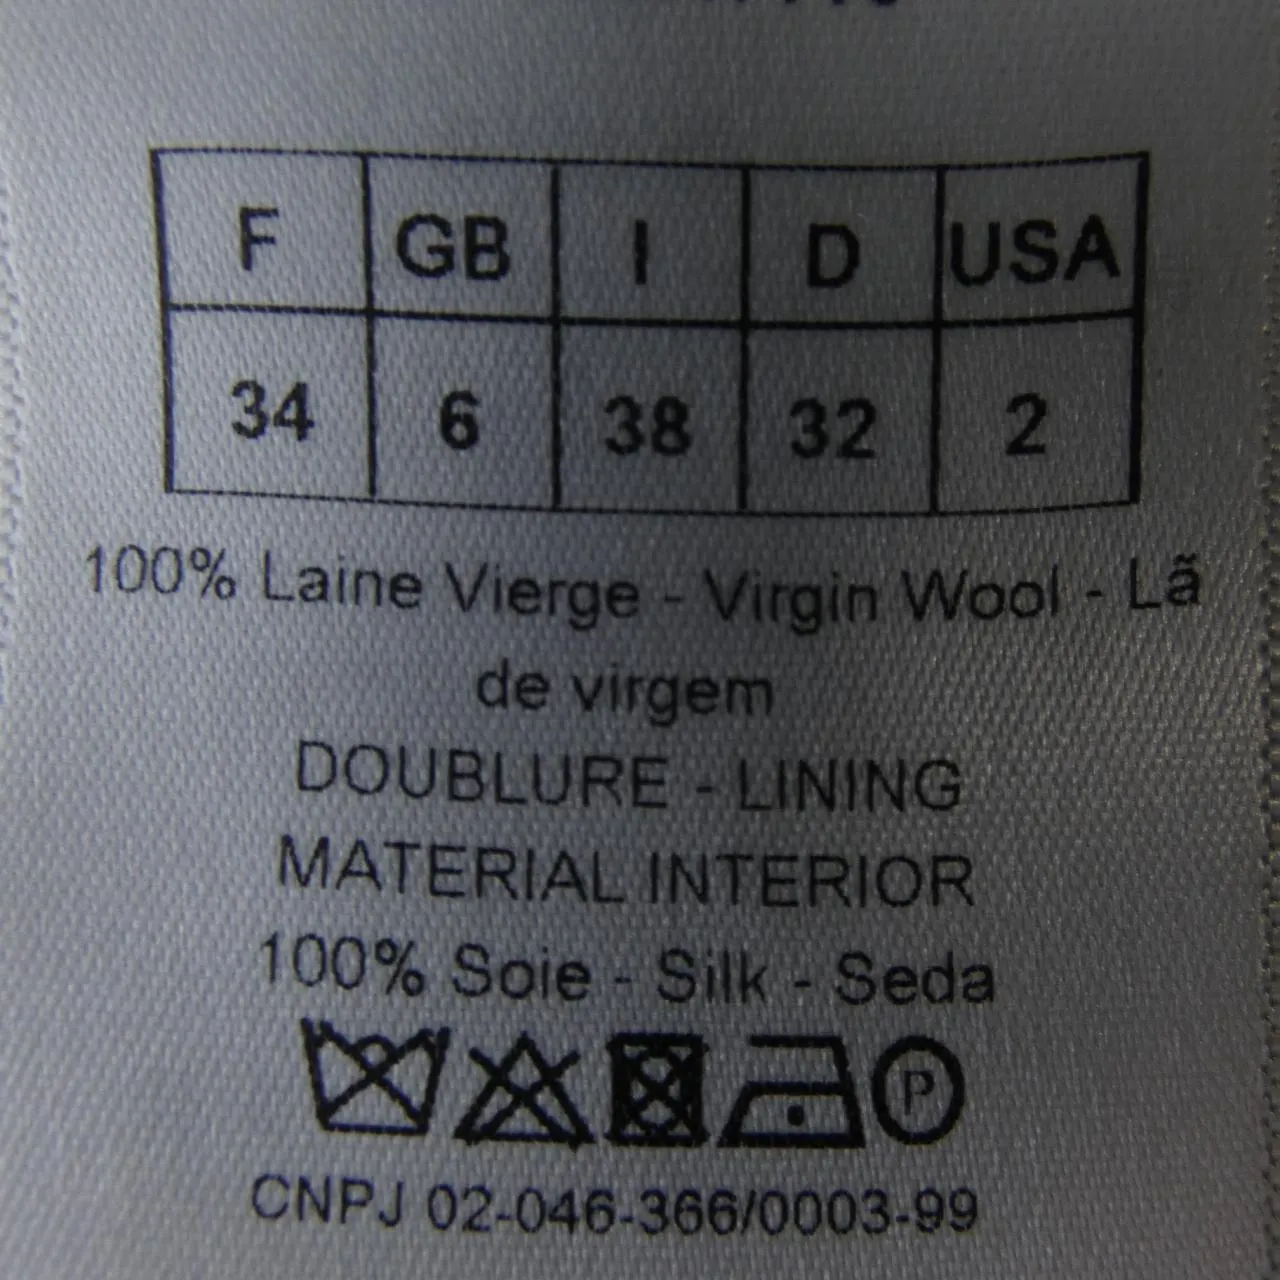 F GB I D USA
34 6 38 32 2
100% Laine Vierge - Virgin Wool - Lã
de virgem
DOUBLURE - LINING
MATERIAL INTERIOR
100% Soie - Silk - Seda
P
CNPJ 02-046-366/0003-99